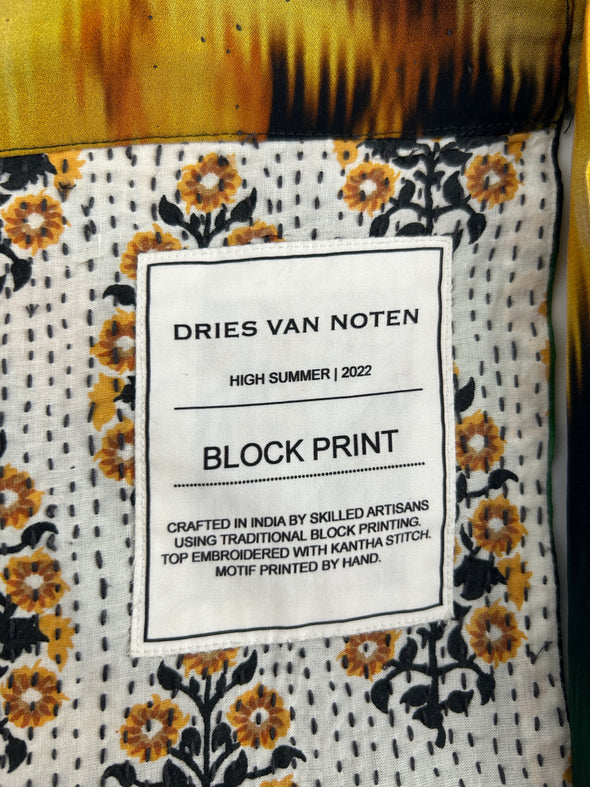 DRIES VAN NOTEN
HIGH SUMMER | 2022
BLOCK PRINT
CRAFTED IN INDIA BY SKILLED ARTISANS
USING TRADITIONAL BLOCK PRINTING.
TOP EMBROIDERED WITH KANTHA STITCH.
MOTIF PRINTED BY HAND.